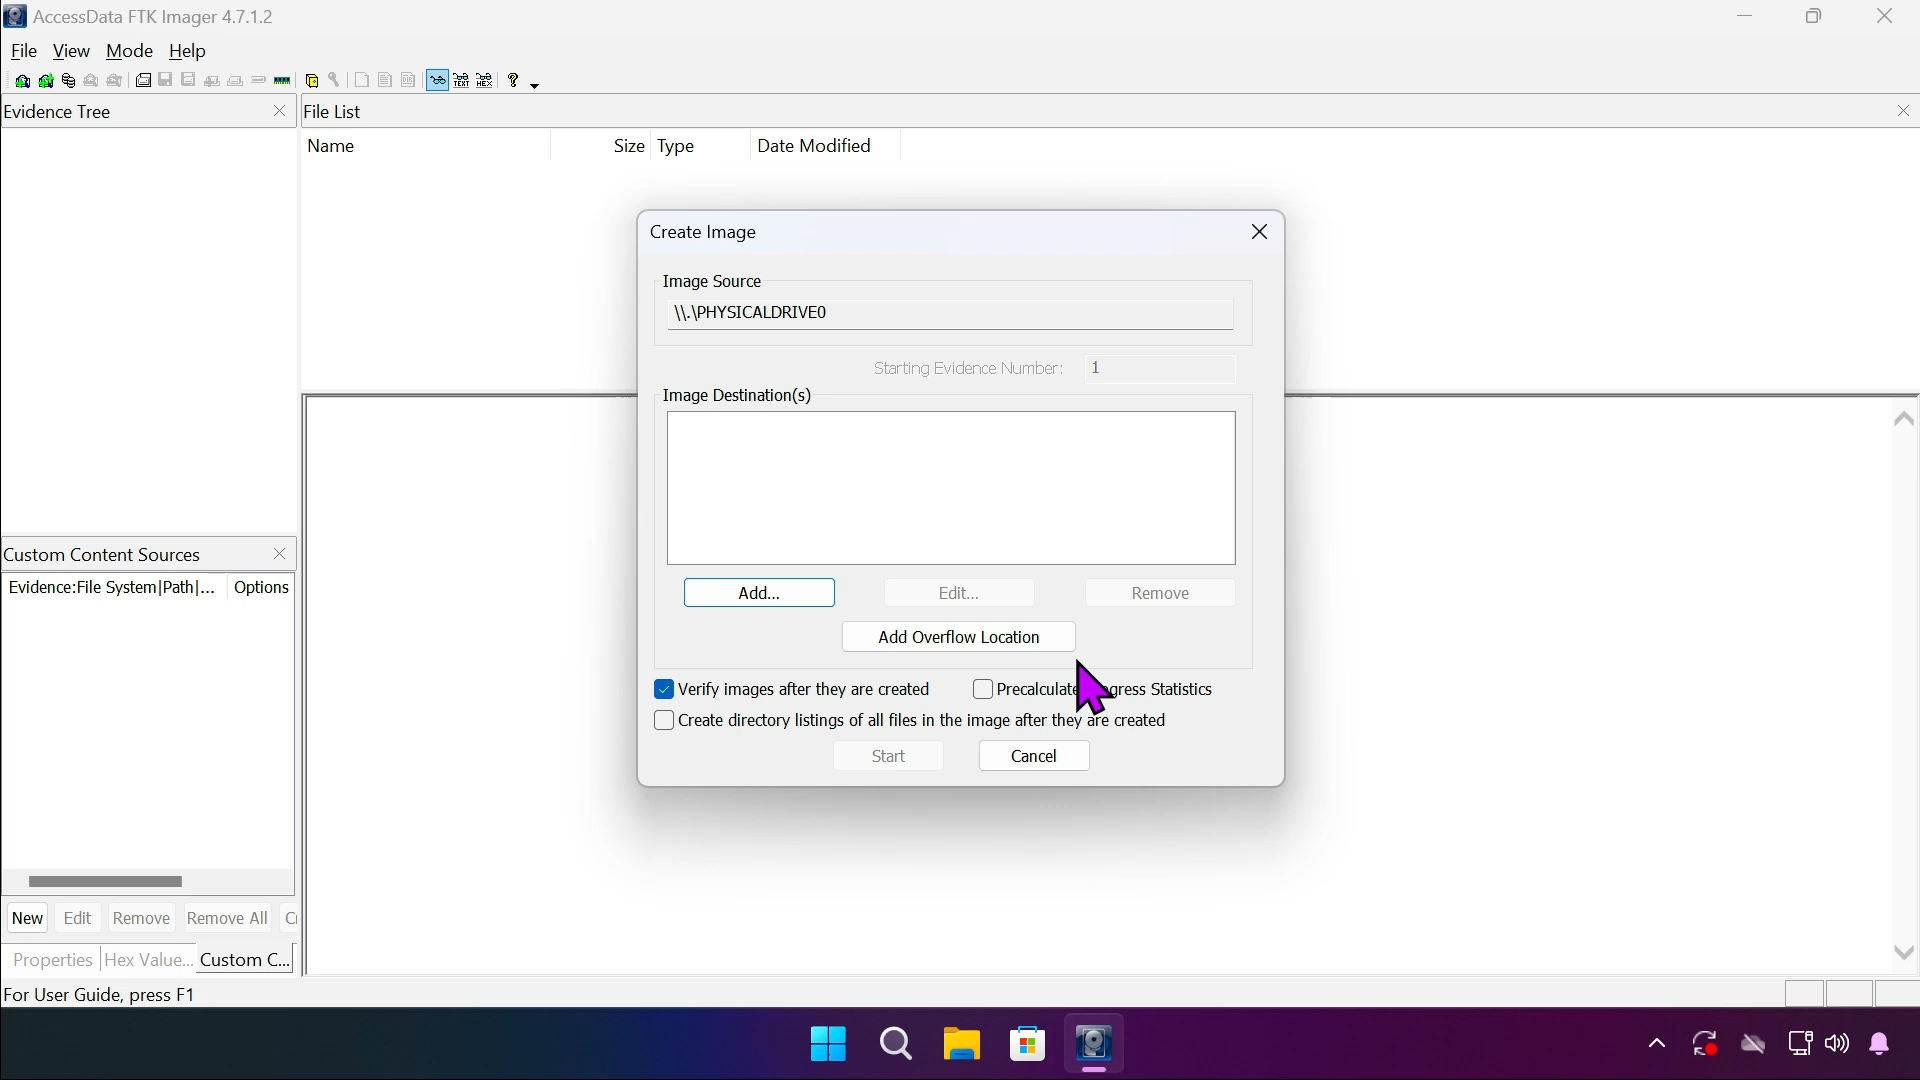 AccessData FTK Imager 4.7.1.2
File View Mode Help
Evidence Tree
File List
Name Size Type Date Modified
Create Image
Image Source
\\.\PHYSICALDRIVE0
Starting Evidence Number: 1
Image Destination(s)
Add... Edit... Remove
Add Overflow Location
Verify images after they are created
Precalculate gress Statistics
Create directory listings of all files in the image after they are created
Start Cancel
Custom Content Sources
Evidence:File System|Path|... Options
New Edit Remove Remove All
Properties Hex Value... Custom C...
For User Guide, press F1